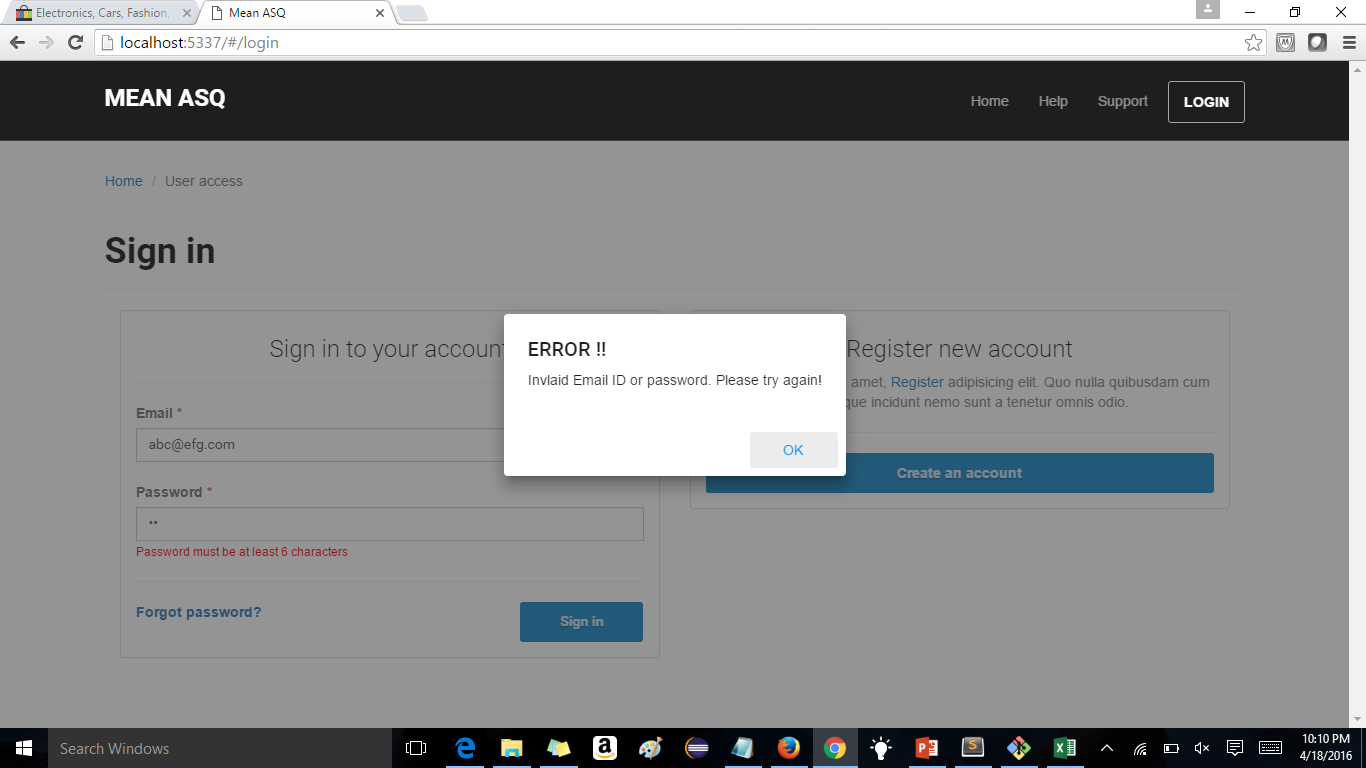 Electronics, Cars, Fashion,
Mean ASQ
localhost:5337/#/login
MEAN ASQ
Home
Help
Support
LOGIN
Home / User access
Sign in
Sign in to your account
Email *
abc@efg.com
Password *
••
Password must be at least 6 characters
Forgot password?
Sign in
ERROR !!
Invlaid Email ID or password. Please try again!
OK
Register new account
amet, Register adipisicing elit. Quo nulla quibusdam cum
que incidunt nemo sunt a tenetur omnis odio.
Create an account
Search Windows
10:10 PM
4/18/2016